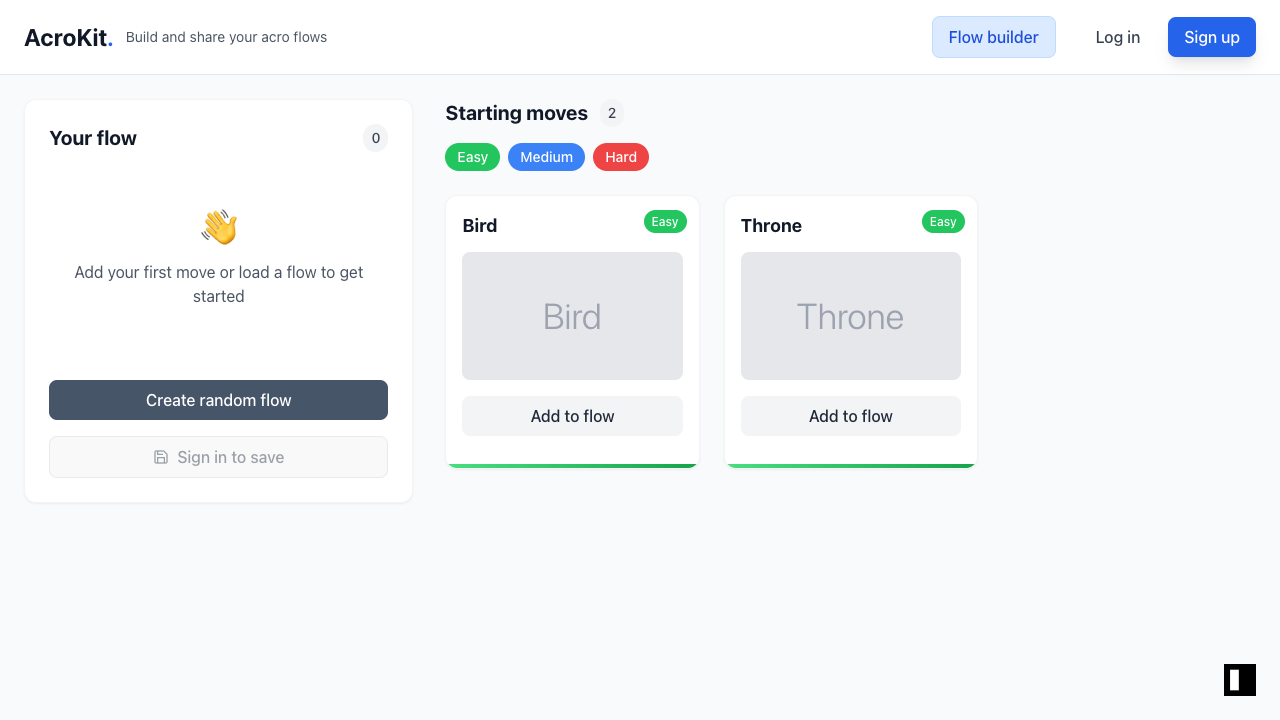 AcroKit.
Build and share your acro flows
Flow builder
Log in
Sign up
Your flow
0
Add your first move or load a flow to get
started
Create random flow
Sign in to save
Starting moves
2
Easy
Medium
Hard
Bird
Easy
Bird
Add to flow
Throne
Easy
Throne
Add to flow